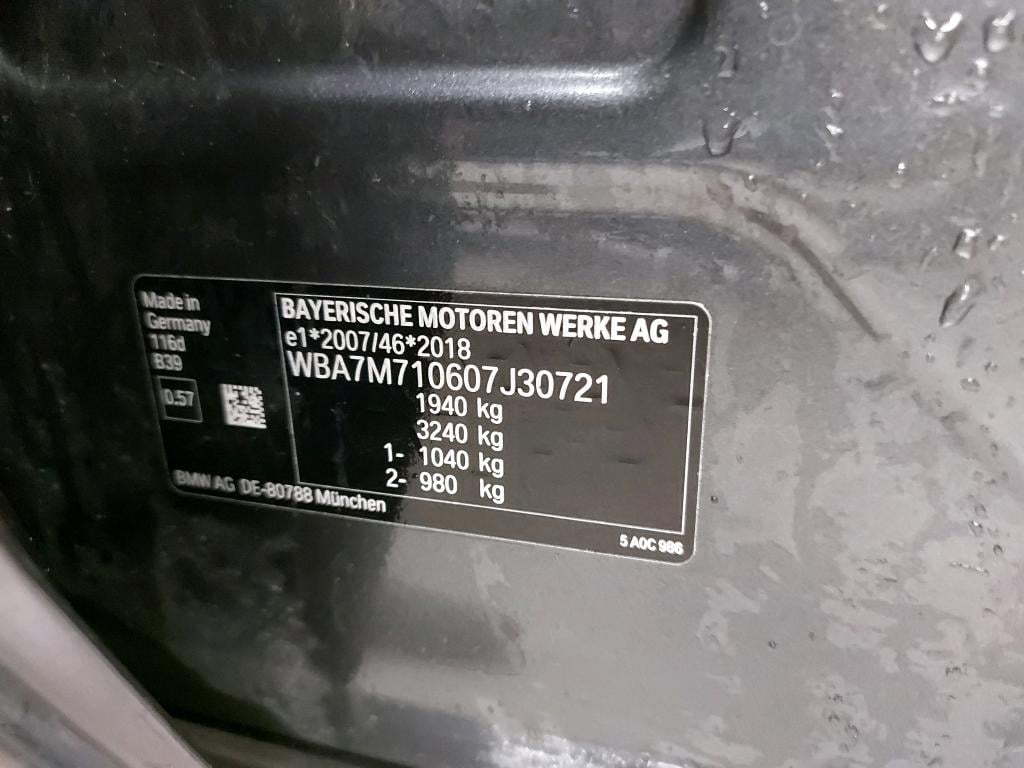 Made in
Germany
116d
B39
0.57
BAYERISCHE MOTOREN WERKE AG
e1*2007/46*2018
WBA7M710607J30721
1940 kg
3240 kg
1- 1040 kg
2- 980 kg
BMW AG DE-80788 München
5 A0C 986